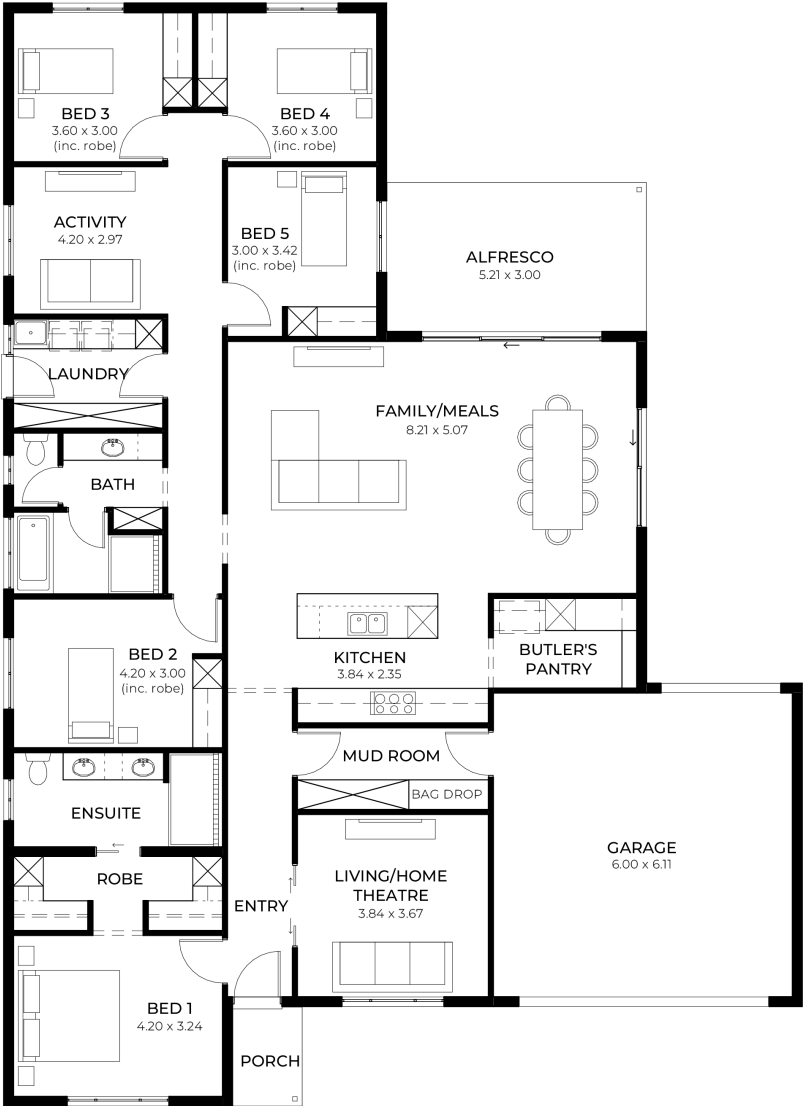 BED 3
3.60 x 3.00
(inc. robe)
BED 4
3.60 x 3.00
(inc. robe)
ACTIVITY
4.20 x 2.97
BED 5
3.00 x 3.42
(inc. robe)
ALFRESCO
5.21 x 3.00
LAUNDRY
FAMILY/MEALS
8.21 x 5.07
BATH
BED 2
4.20 x 3.00
(inc. robe)
KITCHEN
3.84 x 2.35
BUTLER'S
PANTRY
MUD ROOM
BAG DROP
ENSUITE
ROBE
LIVING/HOME
THEATRE
3.84 x 3.67
GARAGE
6.00 x 6.11
ENTRY
BED 1
4.20 x 3.24
PORCH